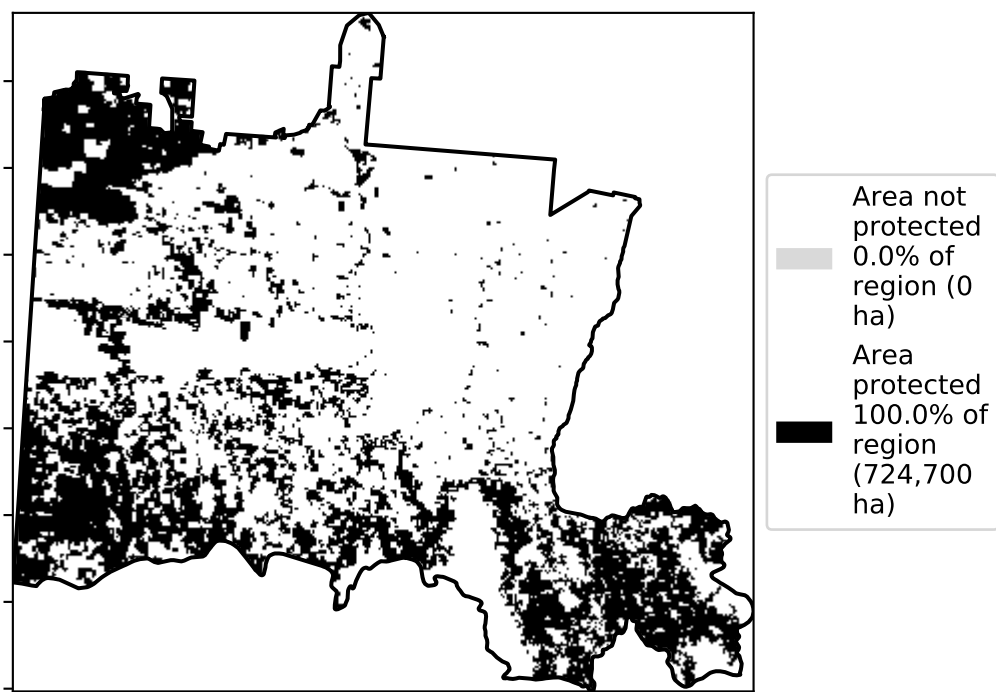 Area not
protected
0.0% of
region (0
ha)
Area
protected
100.0% of
region
(724,700
ha)